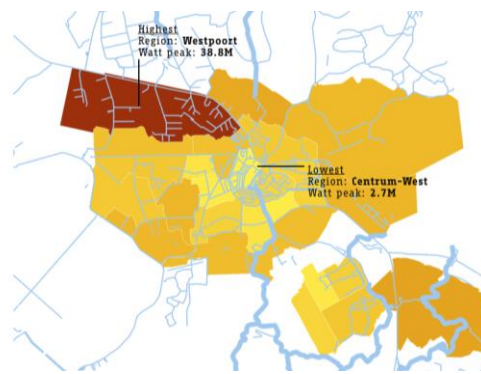 Highest
Region: Westpoort
Watt peak: 38.8M
Lowest
Region: Centrum-West
Watt peak: 2.7M